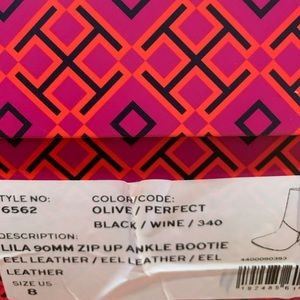 STYLE NO:
6562
COLOR/CODE:
OLIVE / PERFECT
BLACK / WINE / 340
DESCRIPTION:
LILA 90MM ZIP UP ANKLE BOOTIE
EEL LEATHER / EEL LEATHER / EEL
LEATHER
SIZE US
8